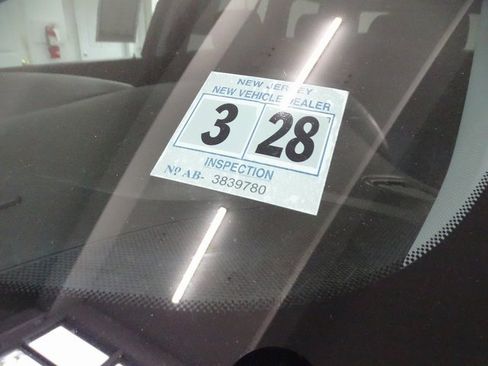 NEW JERSEY
NEW VEHICLE DEALER
3 28
INSPECTION
No AB- 3839780